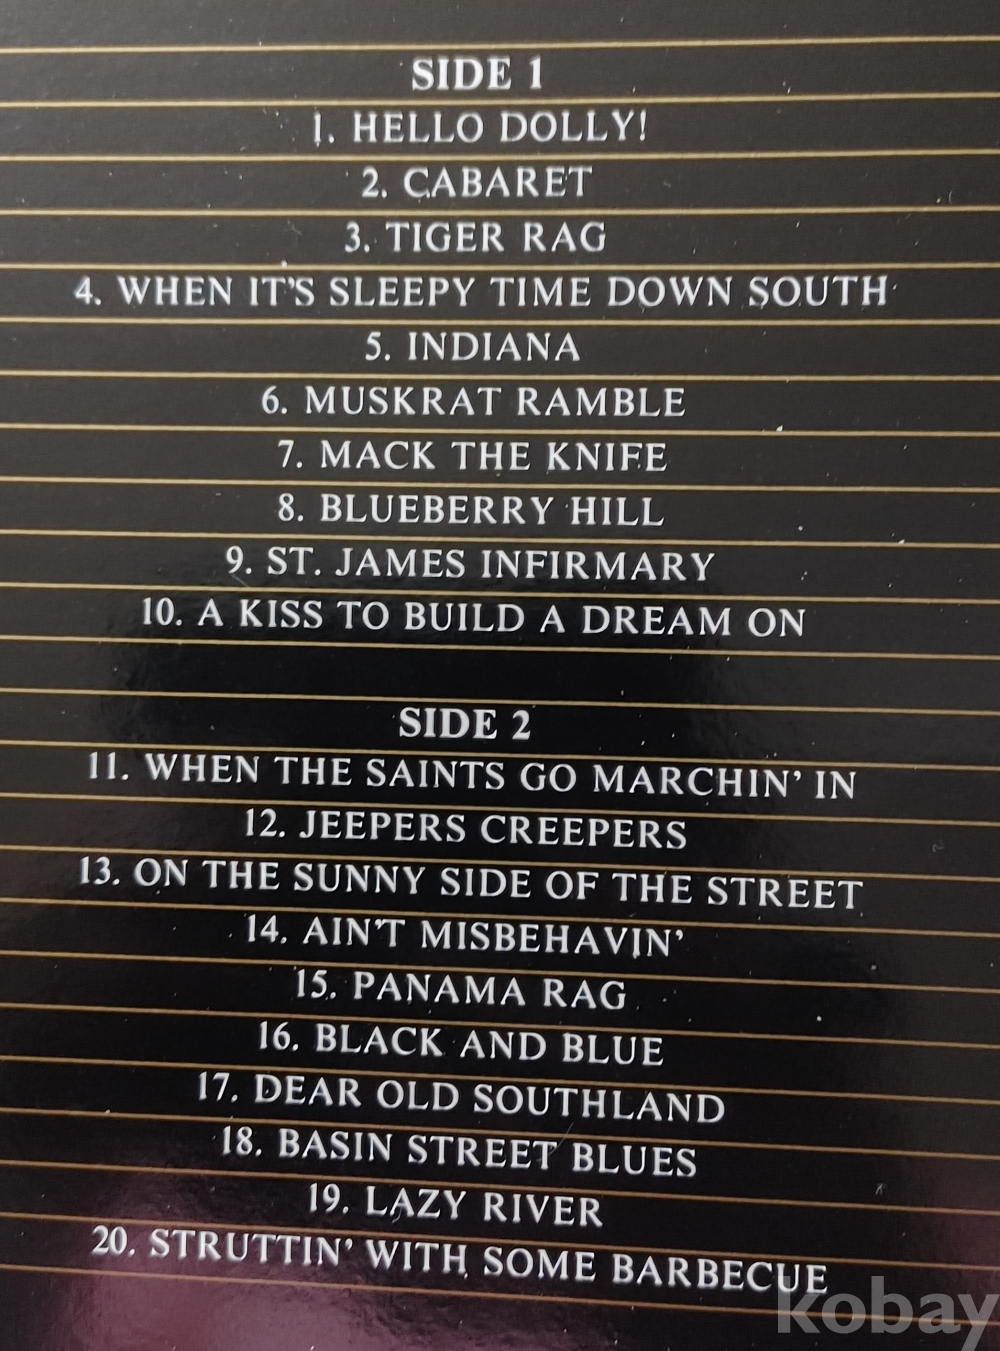 SIDE 1
1. HELLO DOLLY!
2. CABARET
3. TIGER RAG
4. WHEN IT'S SLEEPY TIME DOWN SOUTH
5. INDIANA
6. MUSKRAT RAMBLE
7. MACK THE KNIFE
8. BLUEBERRY HILL
9. ST. JAMES INFIRMARY
10. A KISS TO BUILD A DREAM ON
SIDE 2
11. WHEN THE SAINTS GO MARCHIN' IN
12. JEEPERS CREEPERS
13. ON THE SUNNY SIDE OF THE STREET
14. AIN'T MISBEHAVIN'
15. PANAMA RAG
16. BLACK AND BLUE
17. DEAR OLD SOUTHLAND
18. BASIN STREET BLUES
19. LAZY RIVER
20. STRUTTIN' WITH SOME BARBECUE
kobay